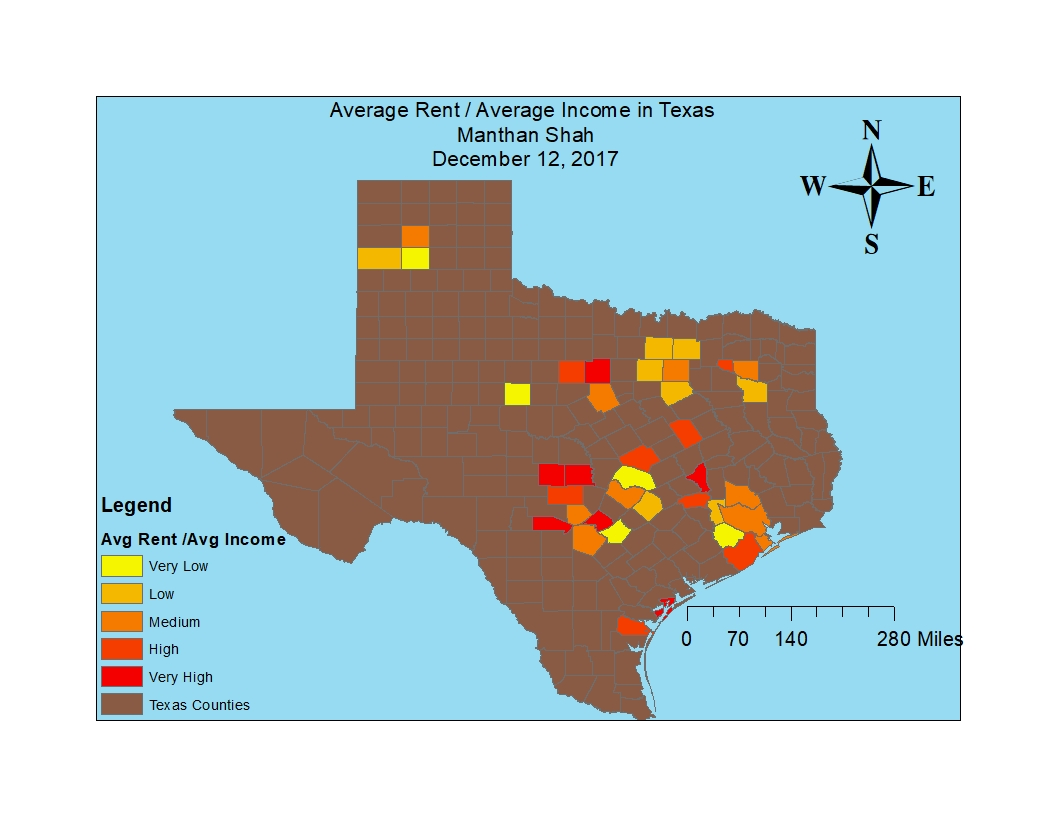 Average Rent / Average Income in Texas
Manthan Shah
December 12, 2017
N
W E
S
Legend
Avg Rent /Avg Income
Very Low
Low
Medium
High
Very High
Texas Counties
0 70 140 280 Miles